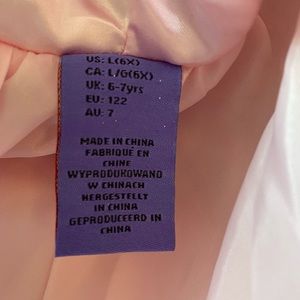 US: L(6X)
CA: L/G(6X)
UK: 6-7yrs
EU: 122
AU: 7
MADE IN CHINA
FABRIQUÉ EN
CHINE
WYPRODUKOWANO
W CHINACH
HERGESTELLT
IN CHINA
GEPRODUCEERD IN
CHINA